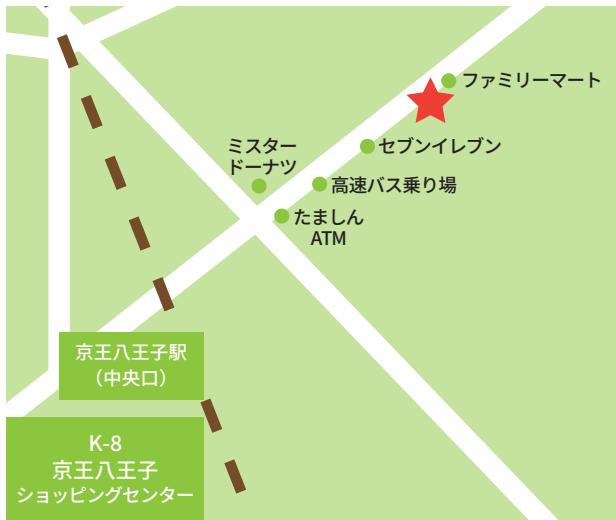 ファミリーマート
セブンイレブン
ミスター
ドーナツ
高速バス乗り場
たましん
ATM
京王八王子駅
（中央口）
K-8
京王八王子
ショッピングセンター